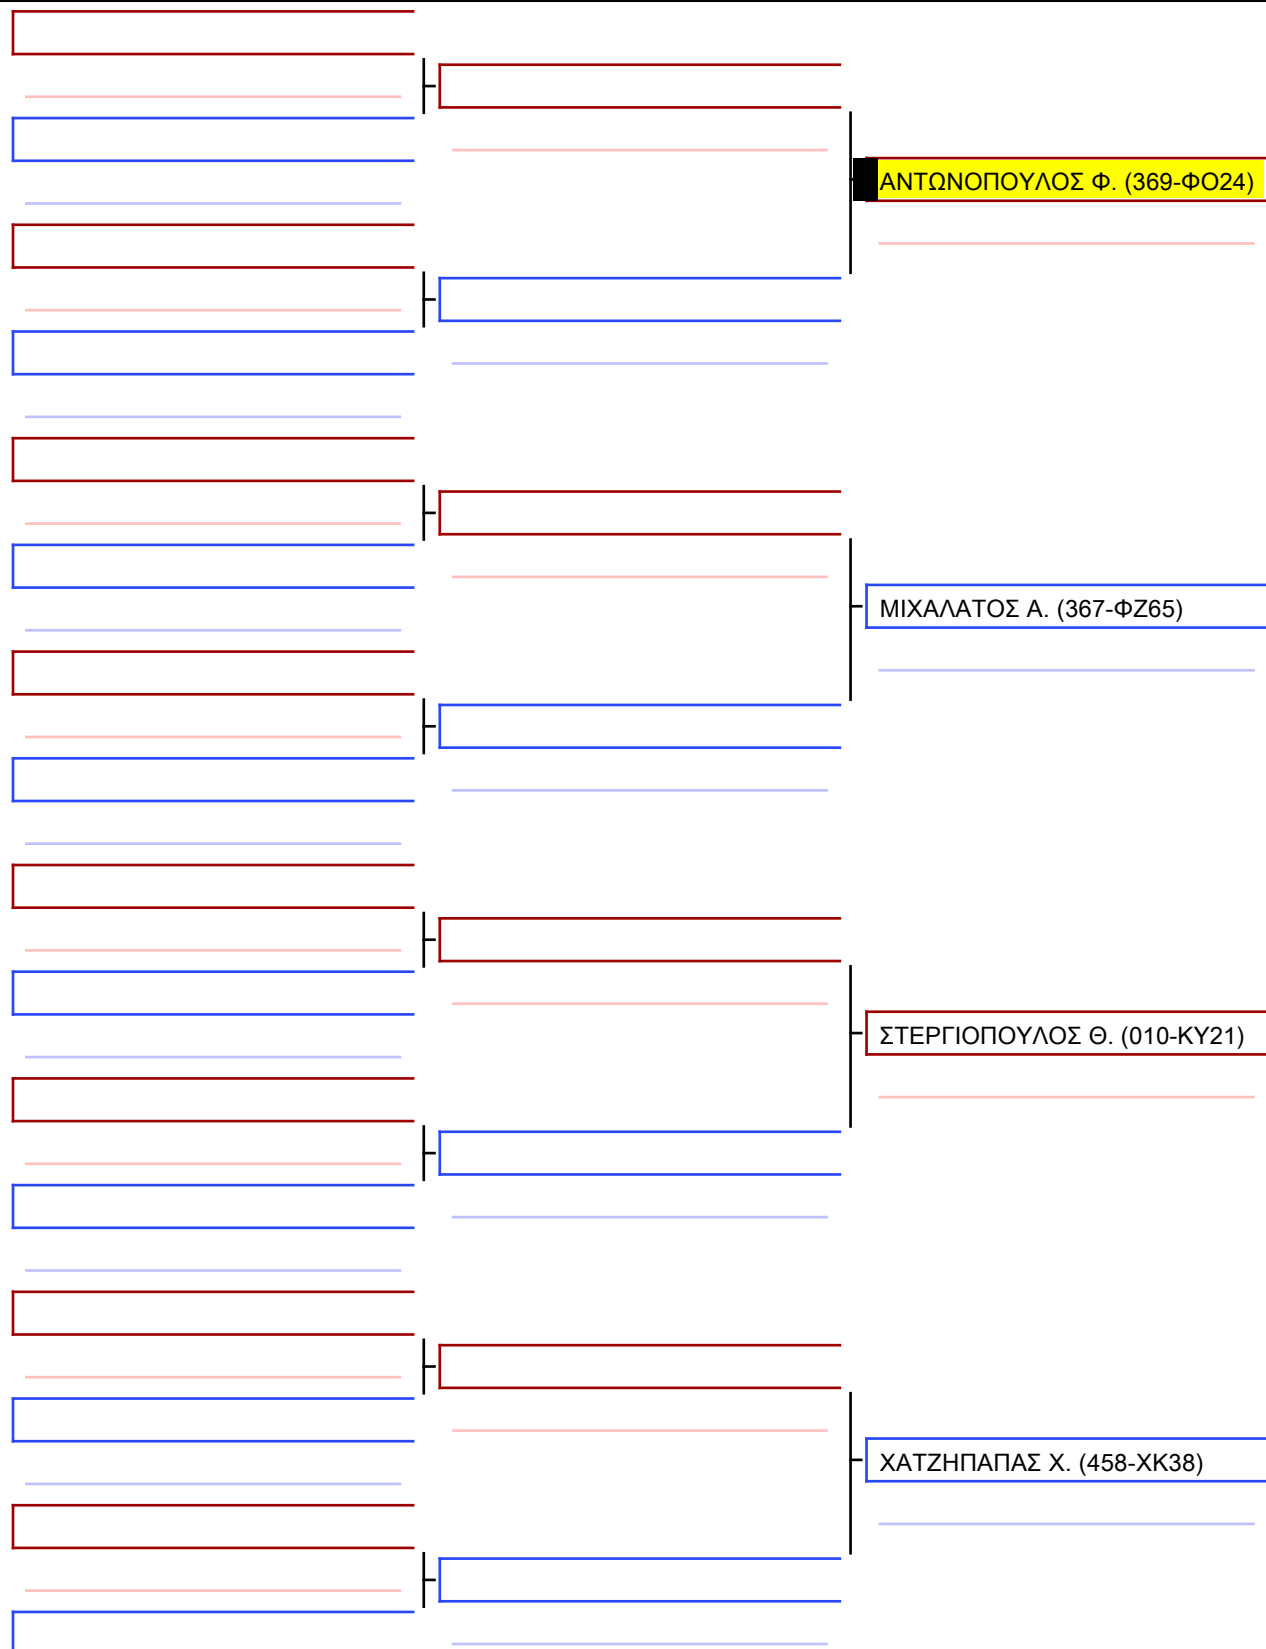 ΑΝΤΩΝΟΠΟΥΛΟΣ Φ. (369-ΦΟ24)
ΜΙΧΑΛΑΤΟΣ Α. (367-ΦΖ65)
ΣΤΕΡΓΙΟΠΟΥΛΟΣ Θ. (010-ΚΥ21)
ΧΑΤΖΗΠΑΠΑΣ Χ. (458-ΧΚ38)